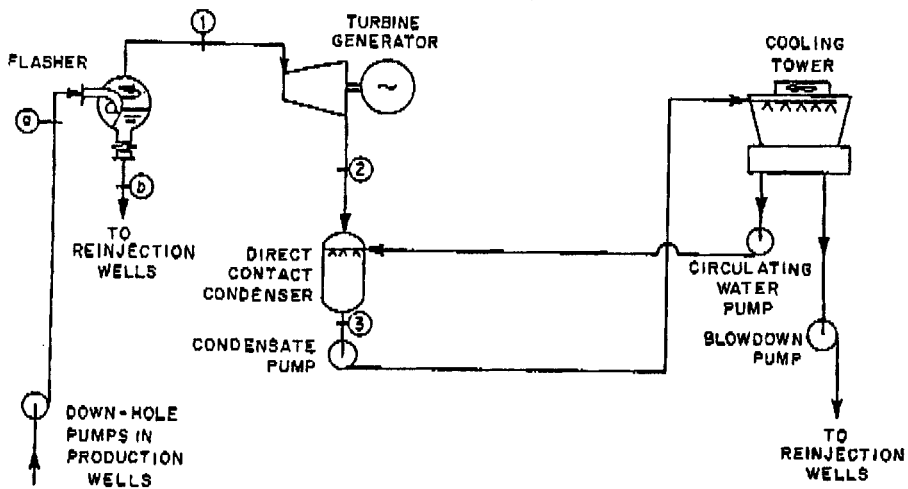 1
TURBINE
GENERATOR
FLASHER
COOLING
TOWER
a
~
b
2
TO
REINJECTION
WELLS
DIRECT
CONTACT
CONDENSER
3
CIRCULATING
WATER
PUMP
CONDENSATE
PUMP
BLOWDOWN
PUMP
DOWN-HOLE
PUMPS IN
PRODUCTION
WELLS
TO
REINJECTION
WELLS